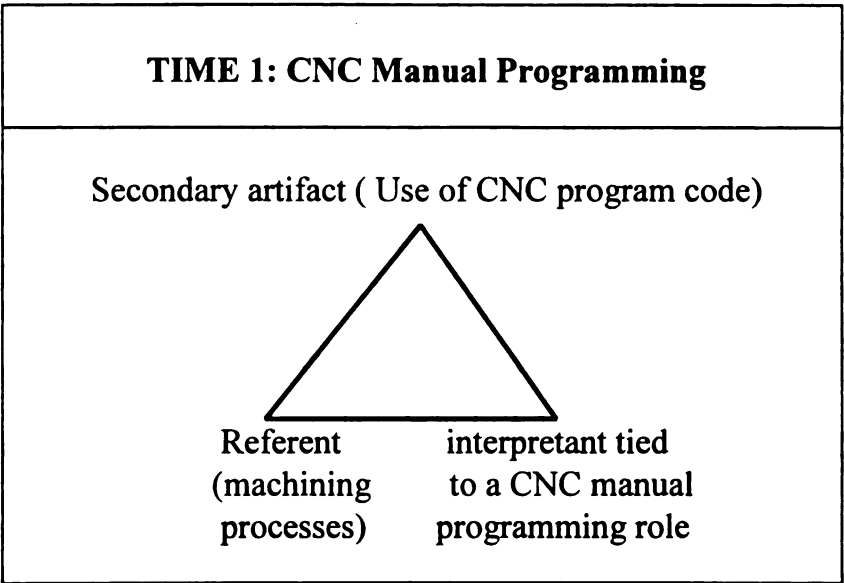 TIME 1: CNC Manual Programming
Secondary artifact ( Use of CNC program code)
Referent
(machining
processes)
interpretant tied
to a CNC manual
programming role